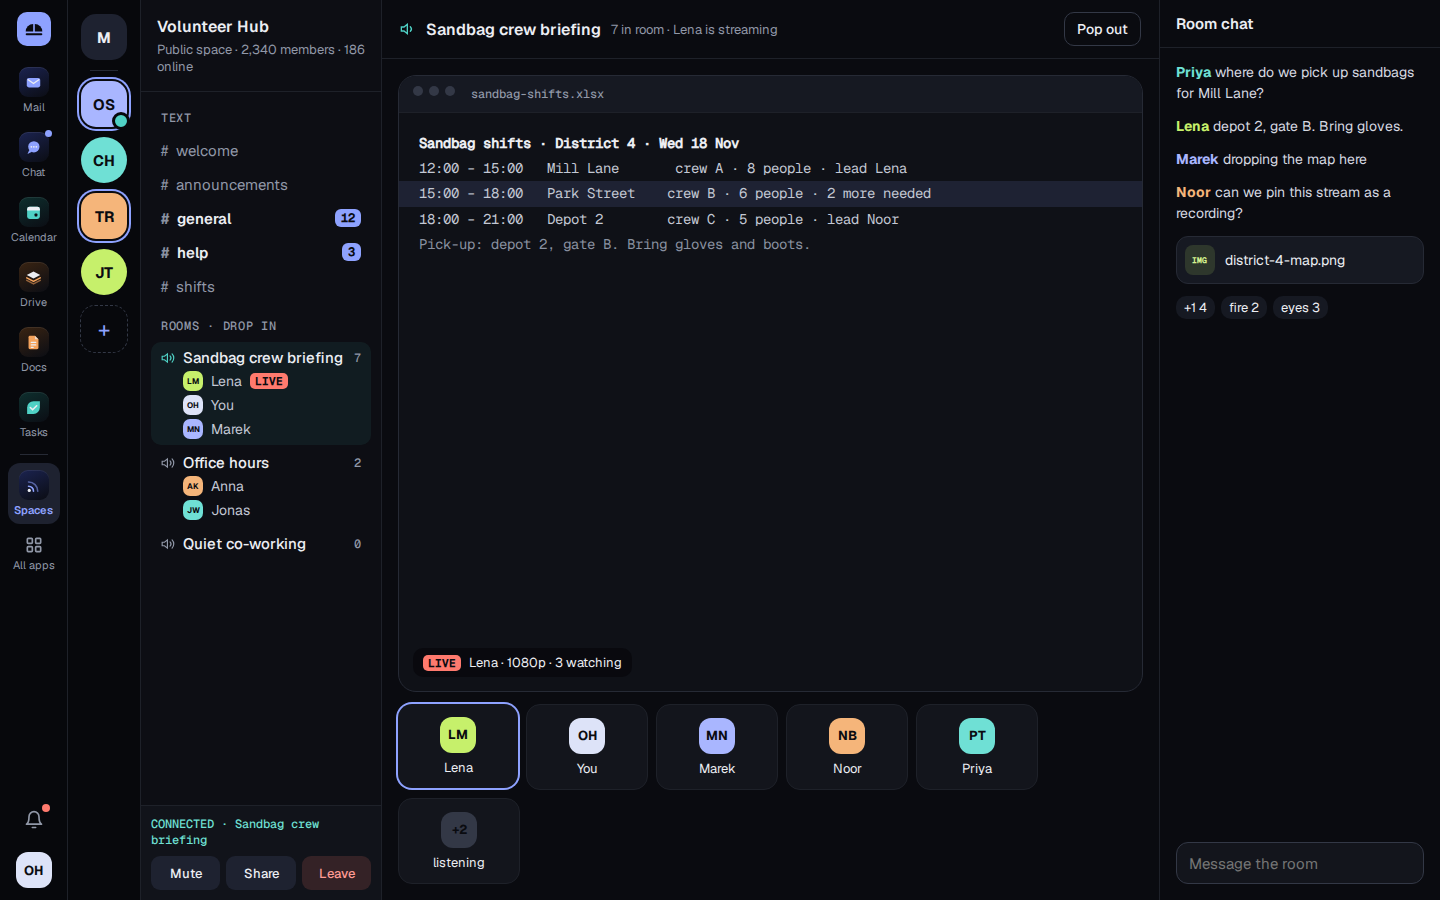 Mail
Chat
Calendar
Drive
Docs
Tasks
Spaces
All apps
OH
M
OS
CH
TR
JT
+
Volunteer Hub
Public space · 2,340 members · 186
online
TEXT
# welcome
# announcements
# general 12
# help 3
# shifts
ROOMS · DROP IN
Sandbag crew briefing 7
LM Lena LIVE
OH You
MN Marek
Office hours 2
AK Anna
JW Jonas
Quiet co-working 0
CONNECTED · Sandbag crew
briefing
Mute Share Leave
Sandbag crew briefing 7 in room · Lena is streaming Pop out
sandbag-shifts.xlsx
Sandbag shifts · District 4 · Wed 18 Nov
12:00 – 15:00 Mill Lane crew A · 8 people · lead Lena
15:00 – 18:00 Park Street crew B · 6 people · 2 more needed
18:00 – 21:00 Depot 2 crew C · 5 people · lead Noor
Pick-up: depot 2, gate B. Bring gloves and boots.
LIVE Lena · 1080p · 3 watching
LM OH MN NB PT
Lena You Marek Noor Priya
+2
listening
Room chat
Priya where do we pick up sandbags
for Mill Lane?
Lena depot 2, gate B. Bring gloves.
Marek dropping the map here
Noor can we pin this stream as a
recording?
IMG district-4-map.png
+1 4 fire 2 eyes 3
Message the room